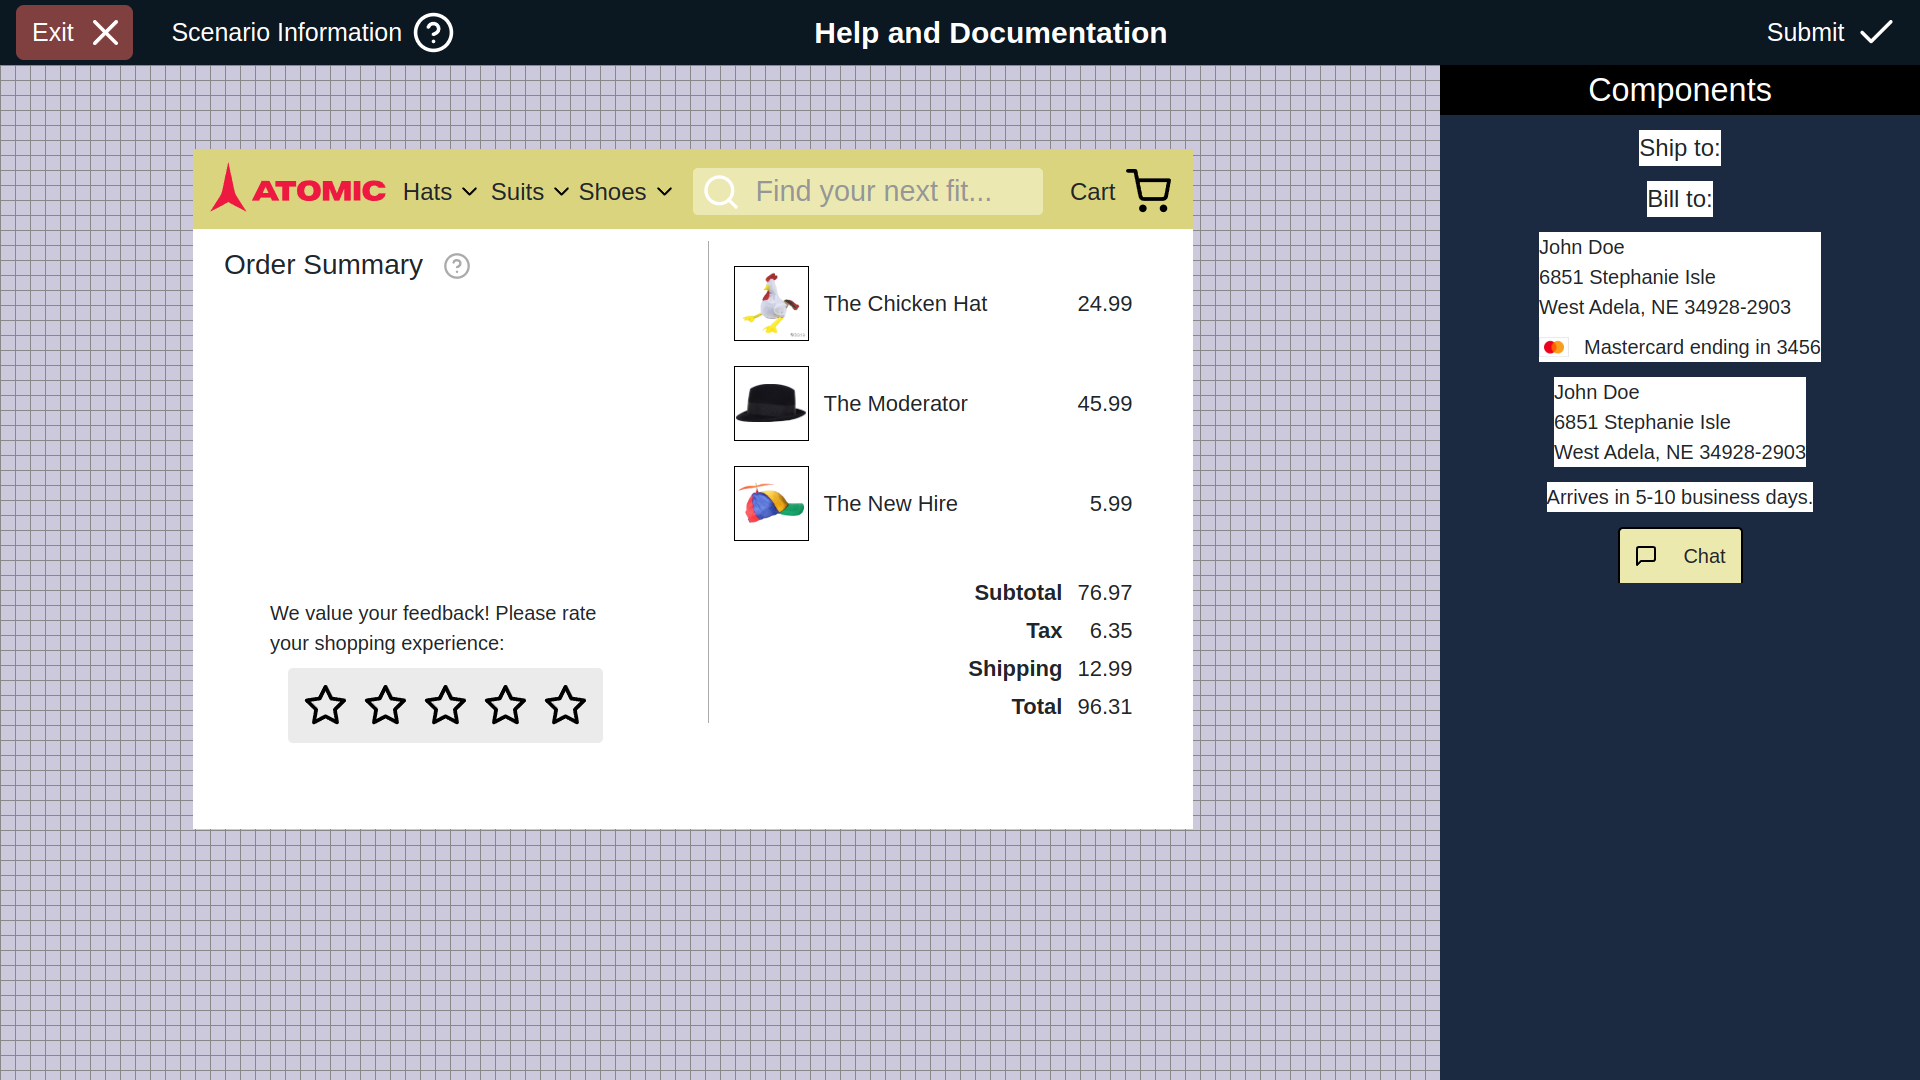 Exit
Scenario Information
Help and Documentation
Submit
Components
ATOMIC
Hats
Suits
Shoes
Find your next fit...
Cart
Order Summary
The Chicken Hat 24.99
The Moderator 45.99
The New Hire 5.99
Subtotal 76.97
Tax 6.35
Shipping 12.99
Total 96.31
We value your feedback! Please rate
your shopping experience:
Ship to:
Bill to:
John Doe
6851 Stephanie Isle
West Adela, NE 34928-2903
Mastercard ending in 3456
John Doe
6851 Stephanie Isle
West Adela, NE 34928-2903
Arrives in 5-10 business days.
Chat